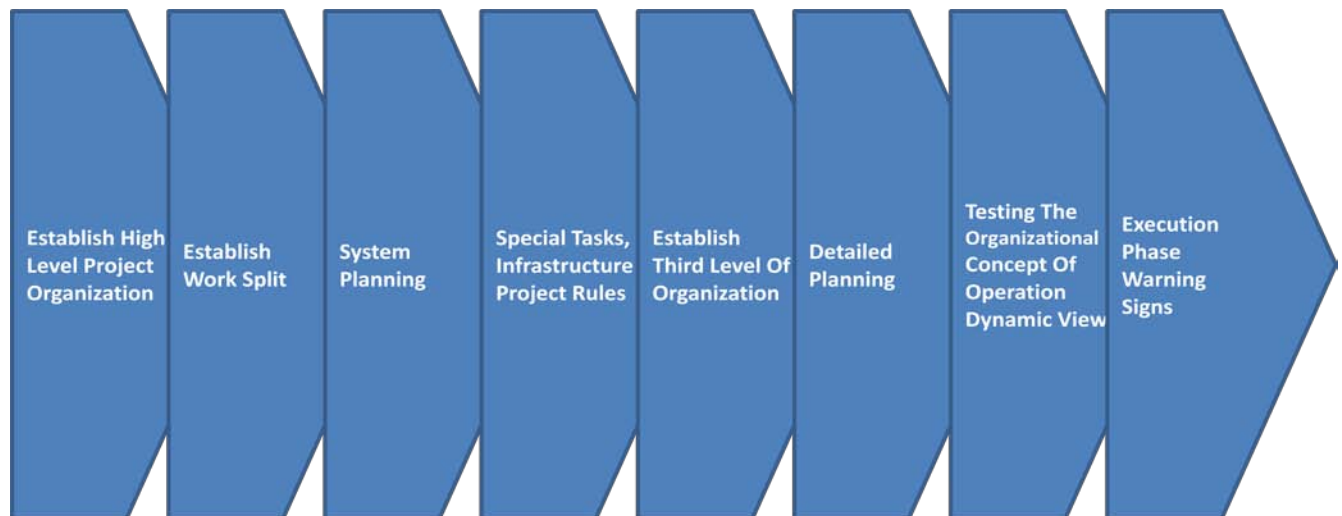 Establish High
Level Project
Organization
Establish
Work Split
System
Planning
Special Tasks,
Infrastructure
Project Rules
Establish
Third Level Of
Organization
Detailed
Planning
Testing The
Organizational
Concept Of
Operation
Dynamic View
Execution
Phase
Warning
Signs